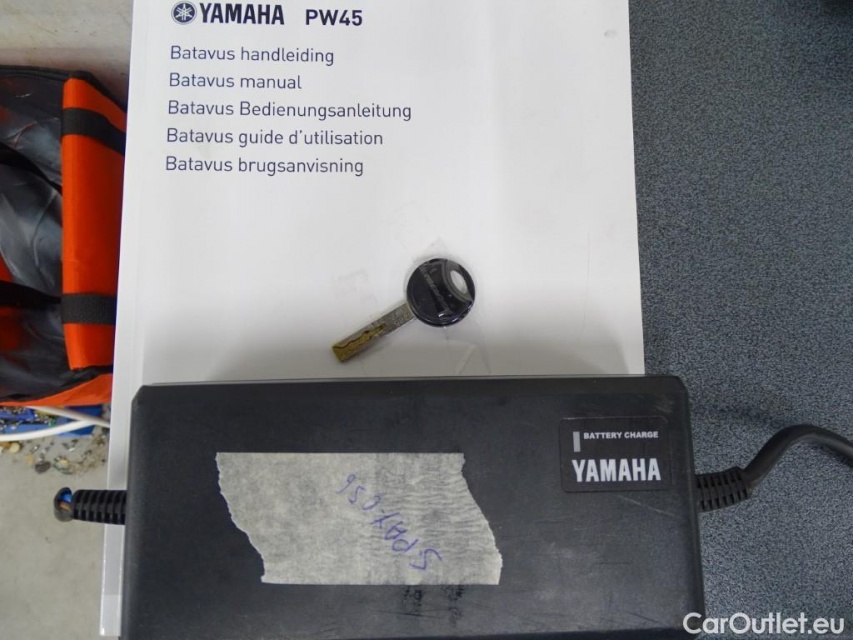 YAMAHA PW45
Batavus handleiding
Batavus manual
Batavus Bedienungsanleitung
Batavus guide d'utilisation
Batavus brugsanvisning
BATTERY CHARGE
YAMAHA
CarOutlet.eu